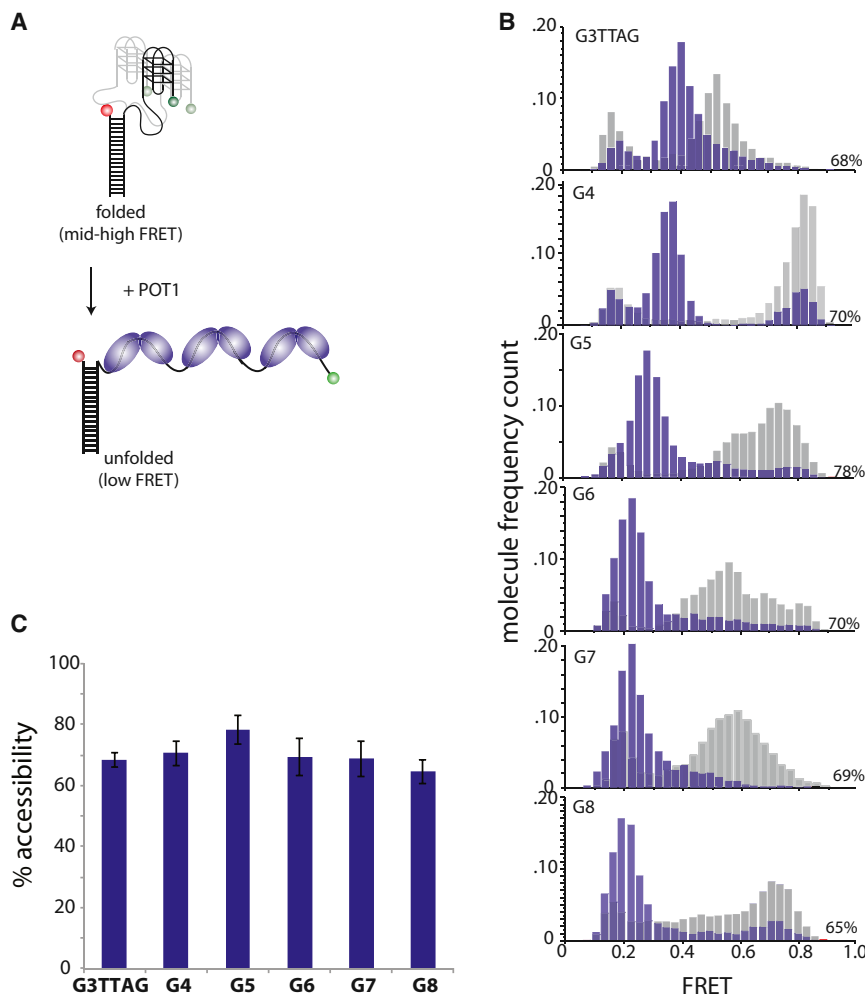 A
folded
(mid-high FRET)
+ POT1
unfolded
(low FRET)
B
molecule frequency count
.20
.10
0
G3TTAG
68%
.20
.10
0
G4
70%
.20
.10
0
G5
78%
.20
.10
0
G6
70%
.20
.10
0
G7
69%
.20
.10
0
G8
65%
0 0.2 0.4 0.6 0.8 1.0
FRET
C
% accessibility
100
80
60
40
20
0
G3TTAG G4 G5 G6 G7 G8